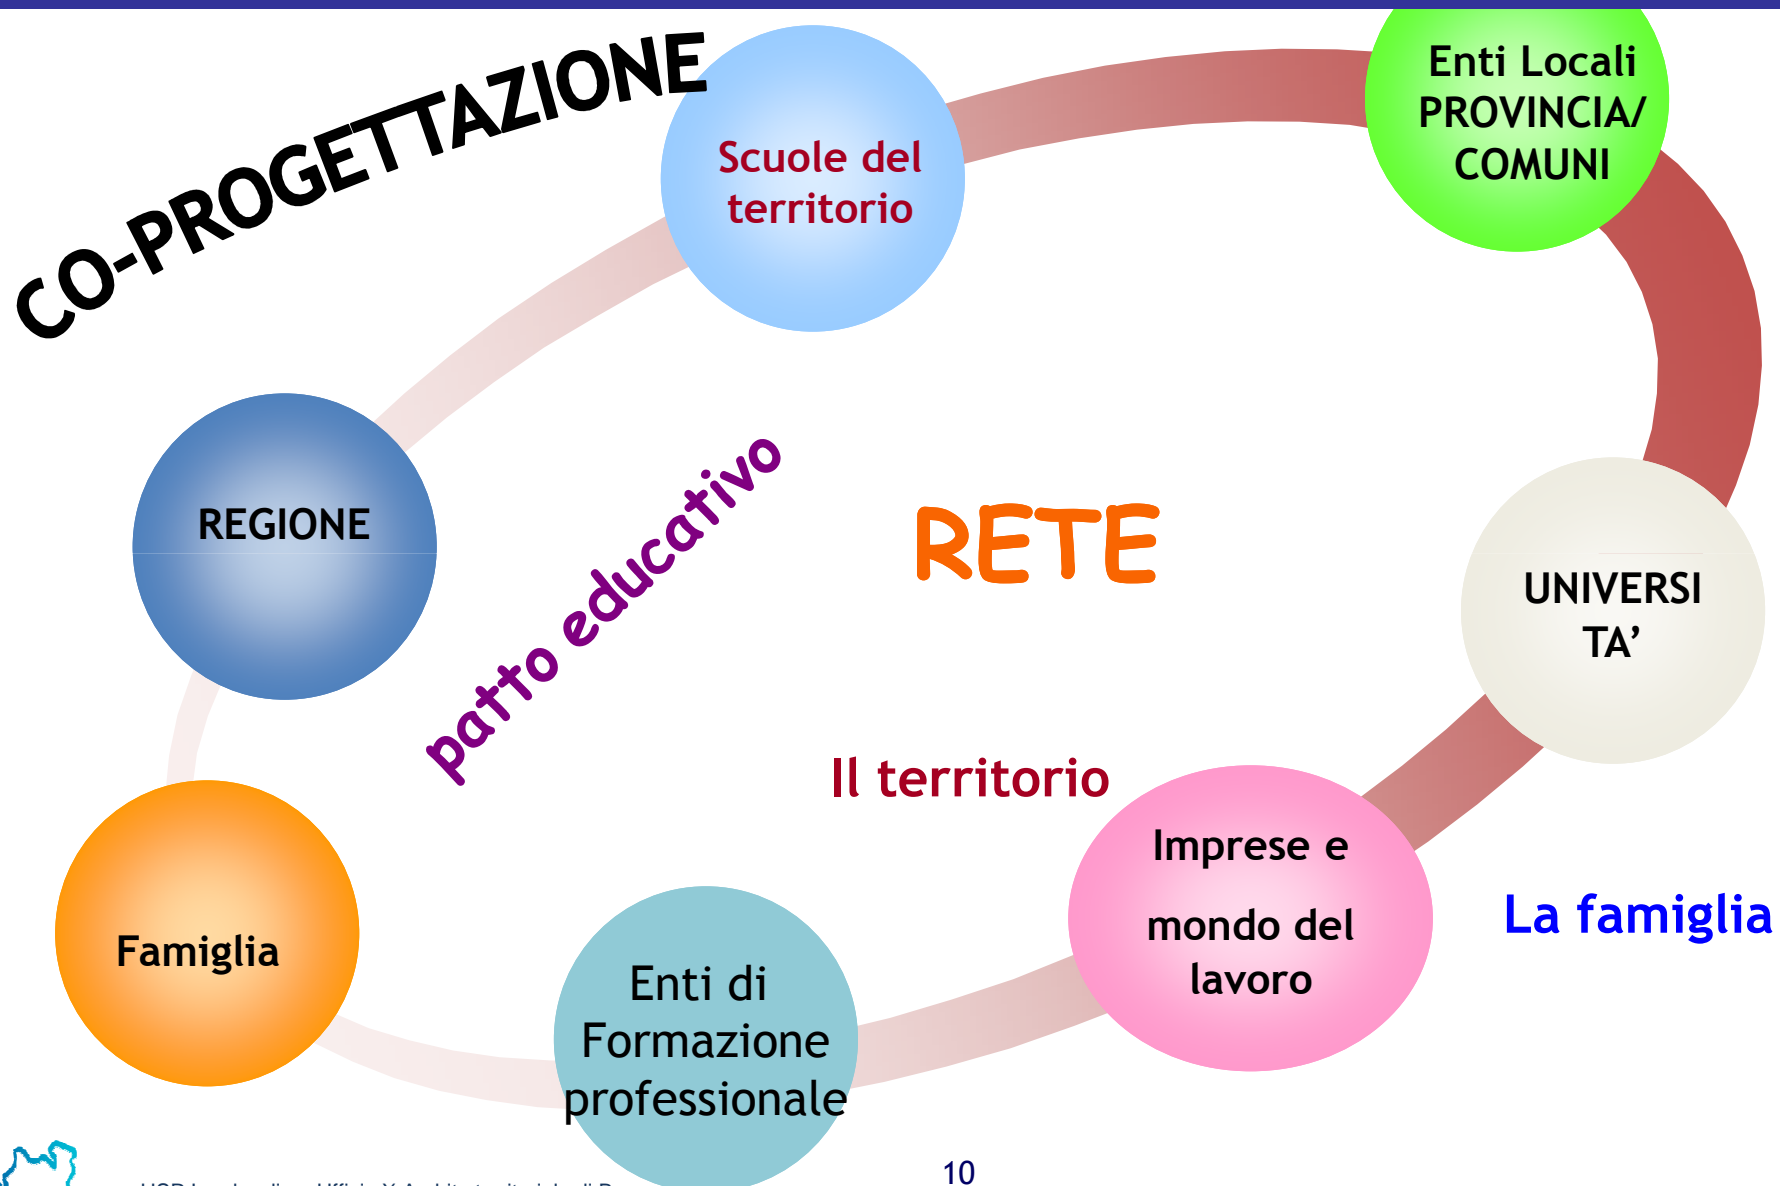 CO-PROGETTAZIONE
Scuole del
territorio
Enti Locali
PROVINCIA/
COMUNI
REGIONE
patto educativo
RETE
UNIVERSI
TA’
Il territorio
Imprese e
mondo del
lavoro
La famiglia
Famiglia
Enti di
Formazione
professionale
10